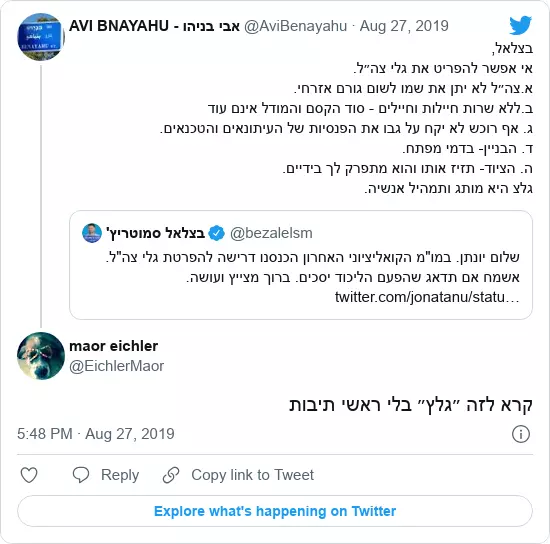 AVI BNAYAHU - אבי בניהו @AviBenayahu · Aug 27, 2019
בצלאל,
אי אפשר להפריט את גלי צה״ל.
א.צה״ל לא יתן את שמו לשום גורם אזרחי.
ב.ללא שרות חיילות וחיילים - סוד הקסם והמודל אינם עוד
ג. אף רוכש לא יקח על גבו את הפנסיות של העיתונאים והטכנאים.
ד. הבניין- בדמי מפתח.
ה. הציוד- תזיז אותו והוא מתפרק לך בידיים.
גלצ היא מותג ותמהיל אנשיה.
בצלאל סמוטריץ' @bezalelsm
שלום יונתן. במו"מ הקואליציוני האחרון הכנסנו דרישה להפרטת גלי צה"ל.
אשמח אם תדאג שהפעם הליכוד יסכים. ברוך מצייץ ועושה.
twitter.com/jonatanu/statu…
maor eichler
@EichlerMaor
קרא לזה ״גלץ״ בלי ראשי תיבות
5:48 PM · Aug 27, 2019
Reply
Copy link to Tweet
Explore what's happening on Twitter